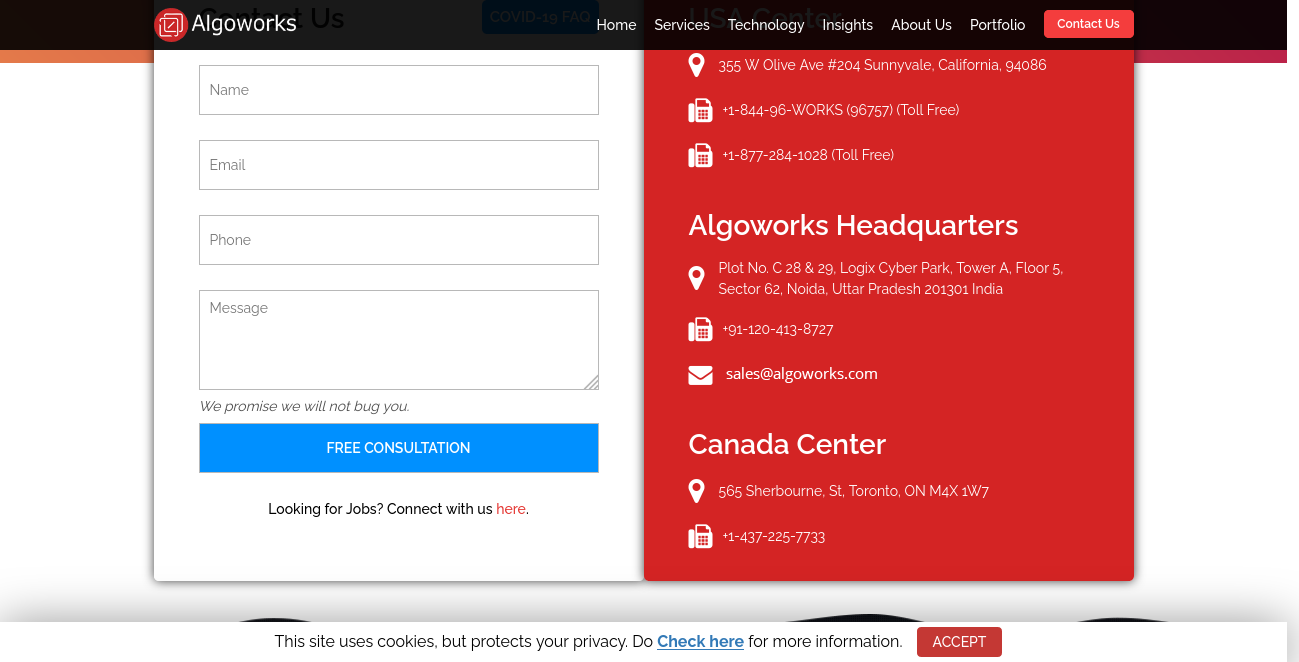 Contact Us
COVID-19 FAQ
USA Center
Algoworks
Home
Services
Technology
Insights
About Us
Portfolio
Contact Us
Name
Email
Phone
Message
We promise we will not bug you.
FREE CONSULTATION
Looking for Jobs? Connect with us here.
355 W Olive Ave #204 Sunnyvale, California, 94086
+1-844-96-WORKS (96757) (Toll Free)
+1-877-284-1028 (Toll Free)
Algoworks Headquarters
Plot No. C 28 & 29, Logix Cyber Park, Tower A, Floor 5,
Sector 62, Noida, Uttar Pradesh 201301 India
+91-120-413-8727
sales@algoworks.com
Canada Center
565 Sherbourne, St, Toronto, ON M4X 1W7
+1-437-225-7733
This site uses cookies, but protects your privacy. Do Check here for more information.
ACCEPT